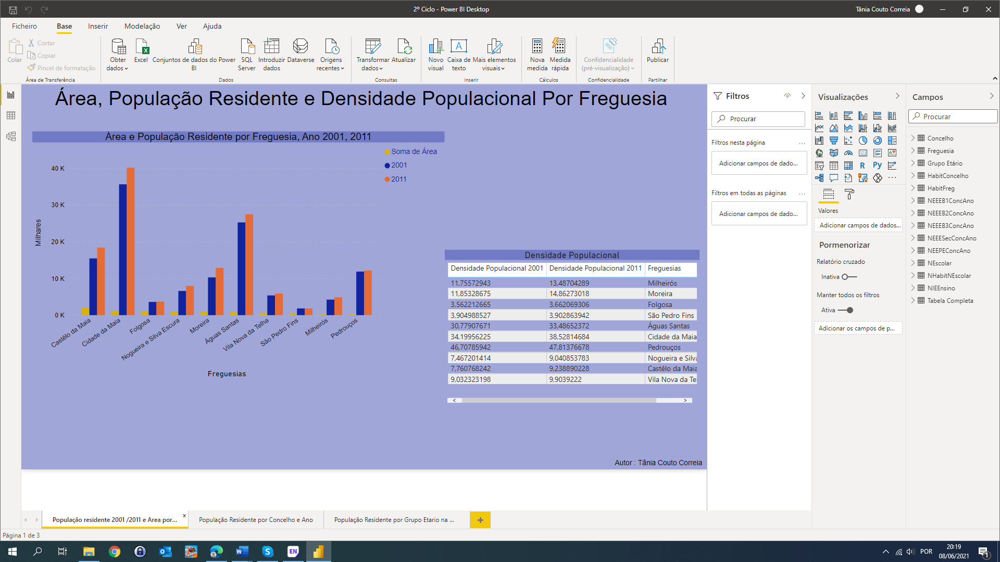 2º Ciclo - Power BI Desktop
Tânia Couto Correia
Ficheiro Base Inserir Modelação Ver Ajuda
Colar
Cortar
Copiar
Pincel de formatação
Área de Transferência
Obter dados
Excel
Conjuntos de dados do Power BI
SQL Server
Introduzir dados
Dataverse
Origens recentes
Dados
Transformar dados
Atualizar
Consultas
Novo visual
Caixa de texto
Mais elementos visuais
Inserir
Nova medida
Medida rápida
Cálculos
Confidencialidade (pré-visualização)
Confidencialidade
Publicar
Partilhar
Área, População Residente e Densidade Populacional Por Freguesia
Área e População Residente por Freguesia, Ano 2001, 2011
Soma de Área
2001
2011
40 K
30 K
20 K
10 K
0 K
Milhares
Castêlo da Maia
Cidade da Maia
Folgosa
Nogueira e Silva Escura
Moreira
Águas Santas
Vila Nova da Telha
São Pedro Fins
Milheirós
Pedrouços
Freguesias
Densidade Populacional
Densidade Populacional 2001 Densidade Populacional 2011 Freguesias
11,75572943 13,48704289 Milheirós
11,85328675 14,86273018 Moreira
3,562212665 3,662069306 Folgosa
3,904988527 3,902863942 São Pedro Fins
30,77907671 33,48652372 Águas Santas
34,19956225 38,52814684 Cidade da Maia
46,70785942 47,81376678 Pedrouços
7,467201414 9,040853783 Nogueira e Silva
7,760768242 9,238890228 Castêlo da Maia
9,032323198 9,9039222 Vila Nova da Te
Autor : Tânia Couto Correia
Filtros
Procurar
Filtros nesta página ...
Adicionar campos de dado...
Filtros em todas as páginas ...
Adicionar campos de dado...
Visualizações
R Py
Valores
Adicionar campos de dados...
Pormenorizar
Relatório cruzado
Inativa
Manter todos os filtros
Ativa
Adicionar os campos de p...
Campos
Procurar
Concelho
Freguesia
Grupo Etário
HabitConcelho
HabitFreg
NEEEB1ConcAno
NEEEB2ConcAno
NEEEB3ConcAno
NEEESecConcAno
NEEPEConcAno
NEscolar
NHabitNEscolar
NIEEnsino
Tabela Completa
População residente 2001 /2011 e Area por... x
População Residente por Concelho e Ano
População Residente por Grupo Etario na ...
+
Página 1 de 3
EN
POR
20:19
08/06/2021
1